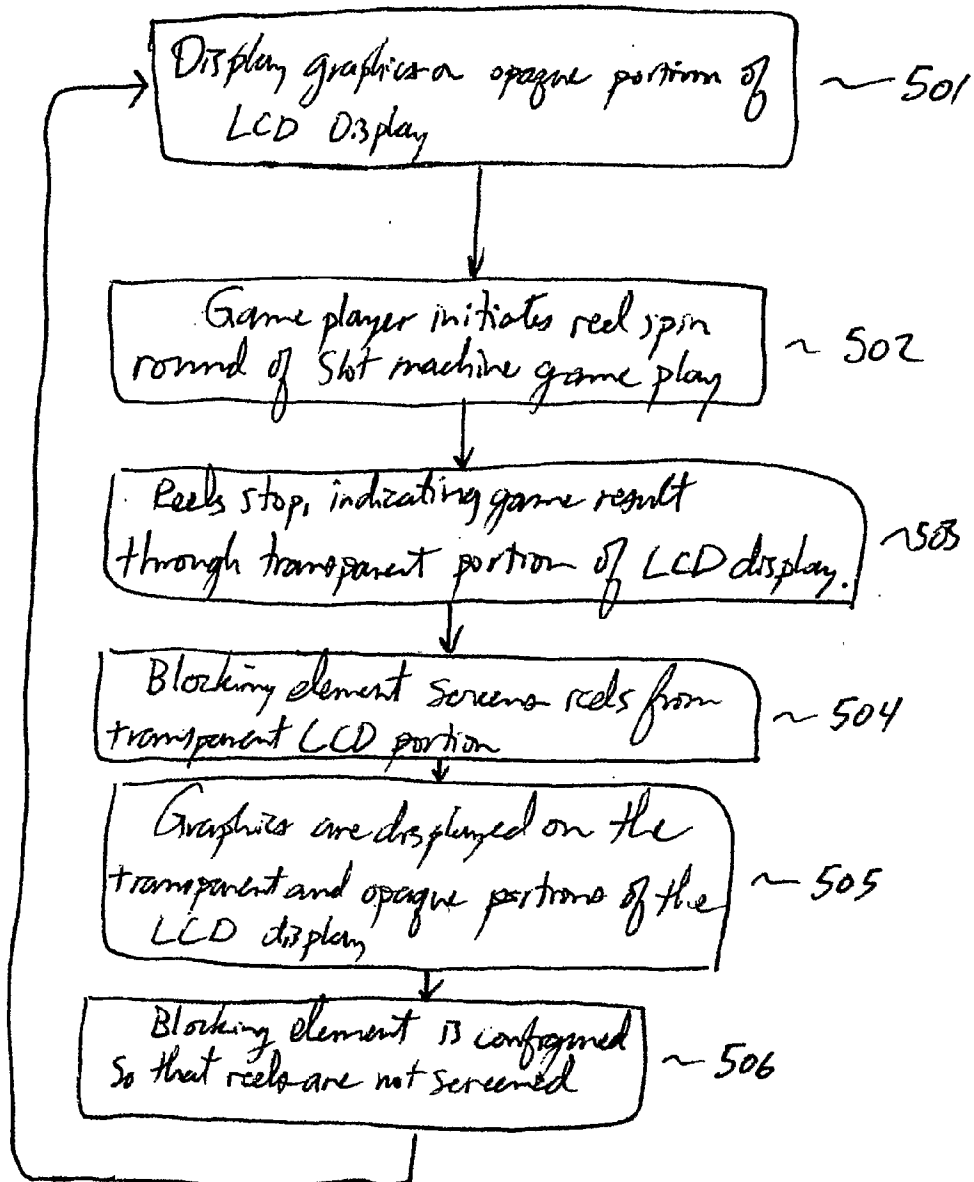 Display graphics on opaque portion of
LCD Display
~ 501
Game player initiates reel spin
round of Slot machine game play
~ 502
Reels stop, indicating game result
through transparent portion of LCD display.
~503
Blocking element screens reels from
transparent LCD portion
~ 504
Graphics are displayed on the
transparent and opaque portions of the
LCD display
~ 505
Blocking element is configured
so that reels are not screened
~ 506